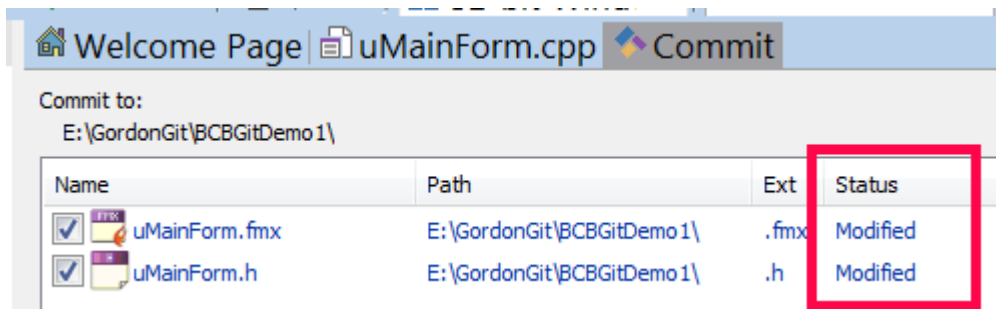 Welcome Page uMainForm.cpp Commit
Commit to:
E:\GordonGit\BCBGitDemo1\
Name Path Ext Status
uMainForm.fmx E:\GordonGit\BCBGitDemo1\ .fmx Modified
uMainForm.h E:\GordonGit\BCBGitDemo1\ .h Modified